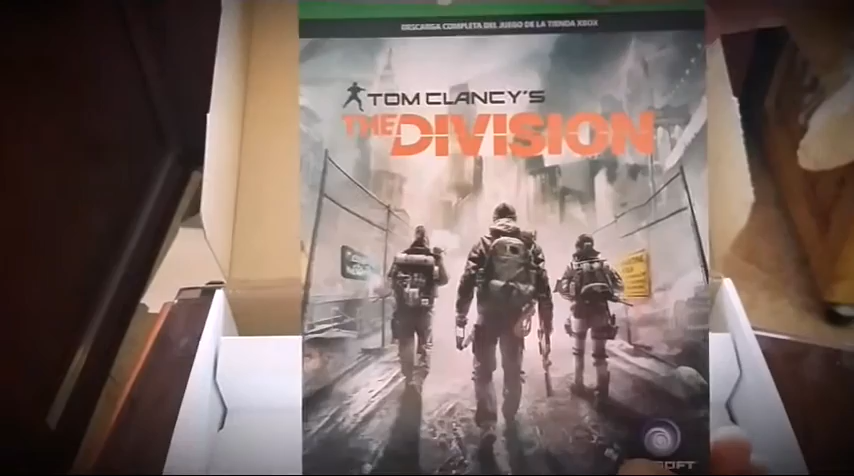 DESCARGA COMPLETA DEL JUEGO DE LA TIENDA XBOX
TOM CLANCY'S
THE DIVISION